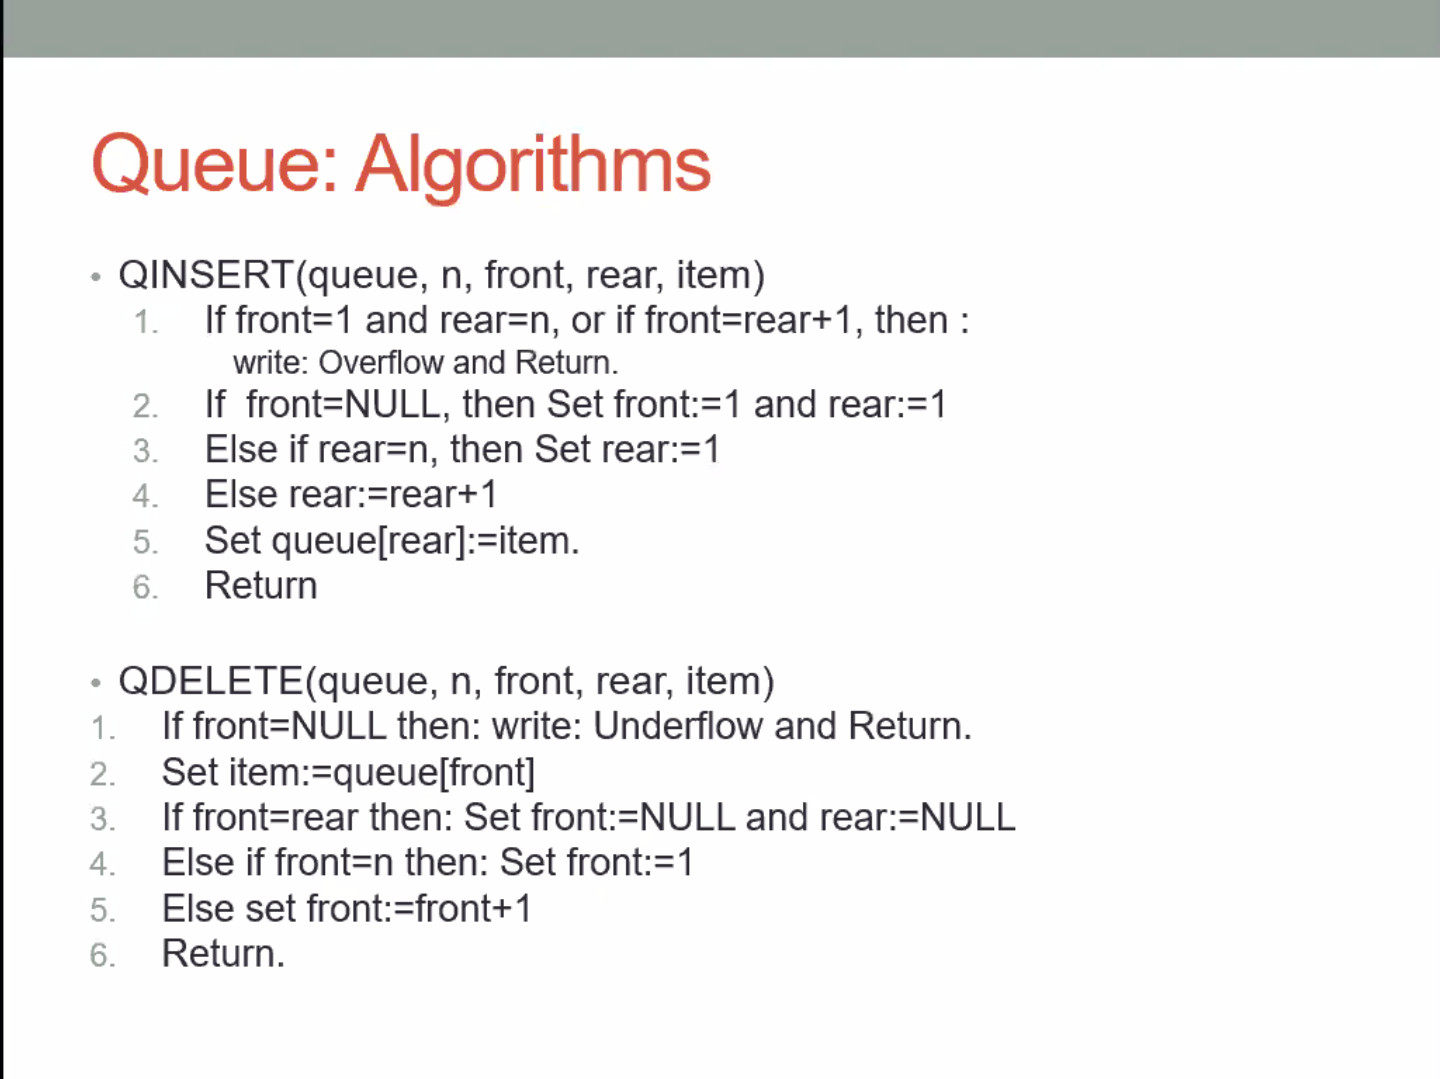 Queue: Algorithms
• QINSERT(queue, n, front, rear, item)
1. If front=1 and rear=n, or if front=rear+1, then :
write: Overflow and Return.
2. If  front=NULL, then Set front:=1 and rear:=1
3. Else if rear=n, then Set rear:=1
4. Else rear:=rear+1
5. Set queue[rear]:=item.
6. Return
• QDELETE(queue, n, front, rear, item)
1. If front=NULL then: write: Underflow and Return.
2. Set item:=queue[front]
3. If front=rear then: Set front:=NULL and rear:=NULL
4. Else if front=n then: Set front:=1
5. Else set front:=front+1
6. Return.